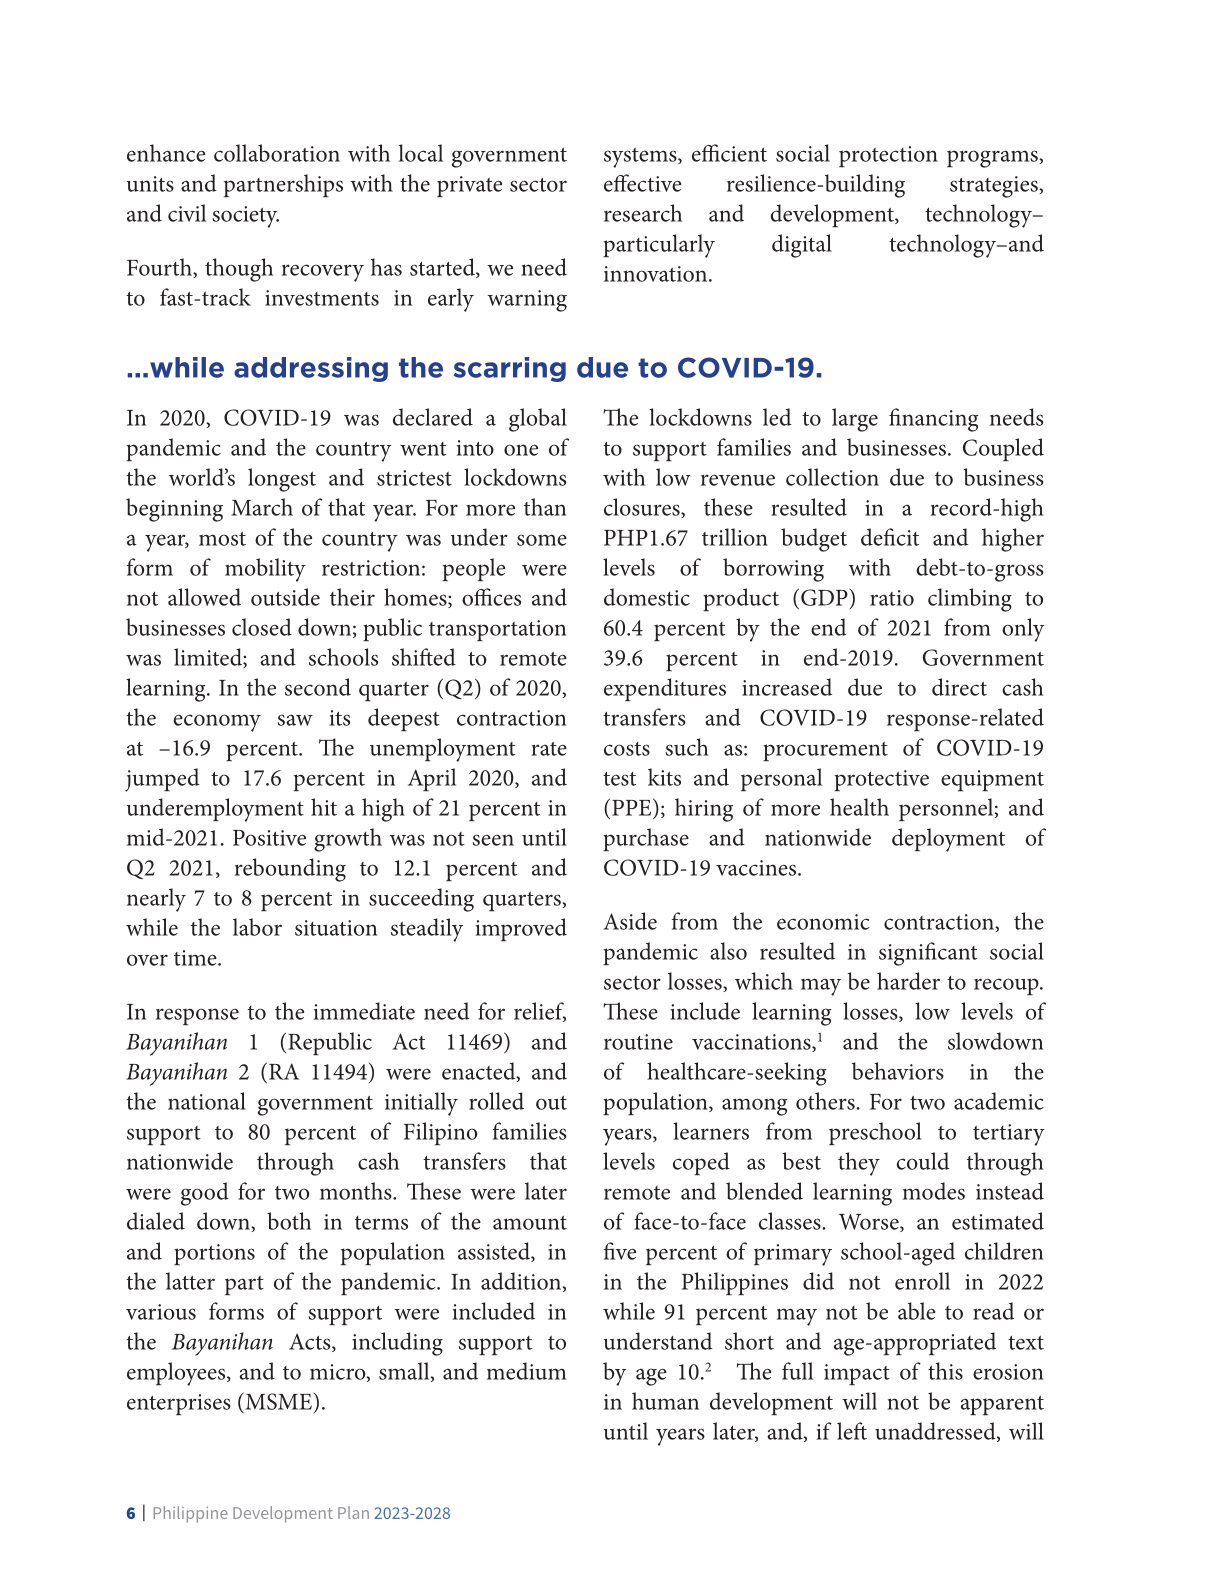 enhance collaboration with local government
units and partnerships with the private sector
and civil society.
Fourth, though recovery has started, we need
to fast-track investments in early warning
systems, efficient social protection programs,
effective resilience-building strategies,
research and development, technology–
particularly digital technology–and
innovation.
...while addressing the scarring due to COVID-19.
In 2020, COVID-19 was declared a global
pandemic and the country went into one of
the world’s longest and strictest lockdowns
beginning March of that year. For more than
a year, most of the country was under some
form of mobility restriction: people were
not allowed outside their homes; offices and
businesses closed down; public transportation
was limited; and schools shifted to remote
learning. In the second quarter (Q2) of 2020,
the economy saw its deepest contraction
at –16.9 percent. The unemployment rate
jumped to 17.6 percent in April 2020, and
underemployment hit a high of 21 percent in
mid-2021. Positive growth was not seen until
Q2 2021, rebounding to 12.1 percent and
nearly 7 to 8 percent in succeeding quarters,
while the labor situation steadily improved
over time.
In response to the immediate need for relief,
Bayanihan 1 (Republic Act 11469) and
Bayanihan 2 (RA 11494) were enacted, and
the national government initially rolled out
support to 80 percent of Filipino families
nationwide through cash transfers that
were good for two months. These were later
dialed down, both in terms of the amount
and portions of the population assisted, in
the latter part of the pandemic. In addition,
various forms of support were included in
the Bayanihan Acts, including support to
employees, and to micro, small, and medium
enterprises (MSME).
The lockdowns led to large financing needs
to support families and businesses. Coupled
with low revenue collection due to business
closures, these resulted in a record-high
PHP1.67 trillion budget deficit and higher
levels of borrowing with debt-to-gross
domestic product (GDP) ratio climbing to
60.4 percent by the end of 2021 from only
39.6 percent in end-2019. Government
expenditures increased due to direct cash
transfers and COVID-19 response-related
costs such as: procurement of COVID-19
test kits and personal protective equipment
(PPE); hiring of more health personnel; and
purchase and nationwide deployment of
COVID-19 vaccines.
Aside from the economic contraction, the
pandemic also resulted in significant social
sector losses, which may be harder to recoup.
These include learning losses, low levels of
routine vaccinations,1 and the slowdown
of healthcare-seeking behaviors in the
population, among others. For two academic
years, learners from preschool to tertiary
levels coped as best they could through
remote and blended learning modes instead
of face-to-face classes. Worse, an estimated
five percent of primary school-aged children
in the Philippines did not enroll in 2022
while 91 percent may not be able to read or
understand short and age-appropriated text
by age 10.2 The full impact of this erosion
in human development will not be apparent
until years later, and, if left unaddressed, will
6 | Philippine Development Plan 2023-2028